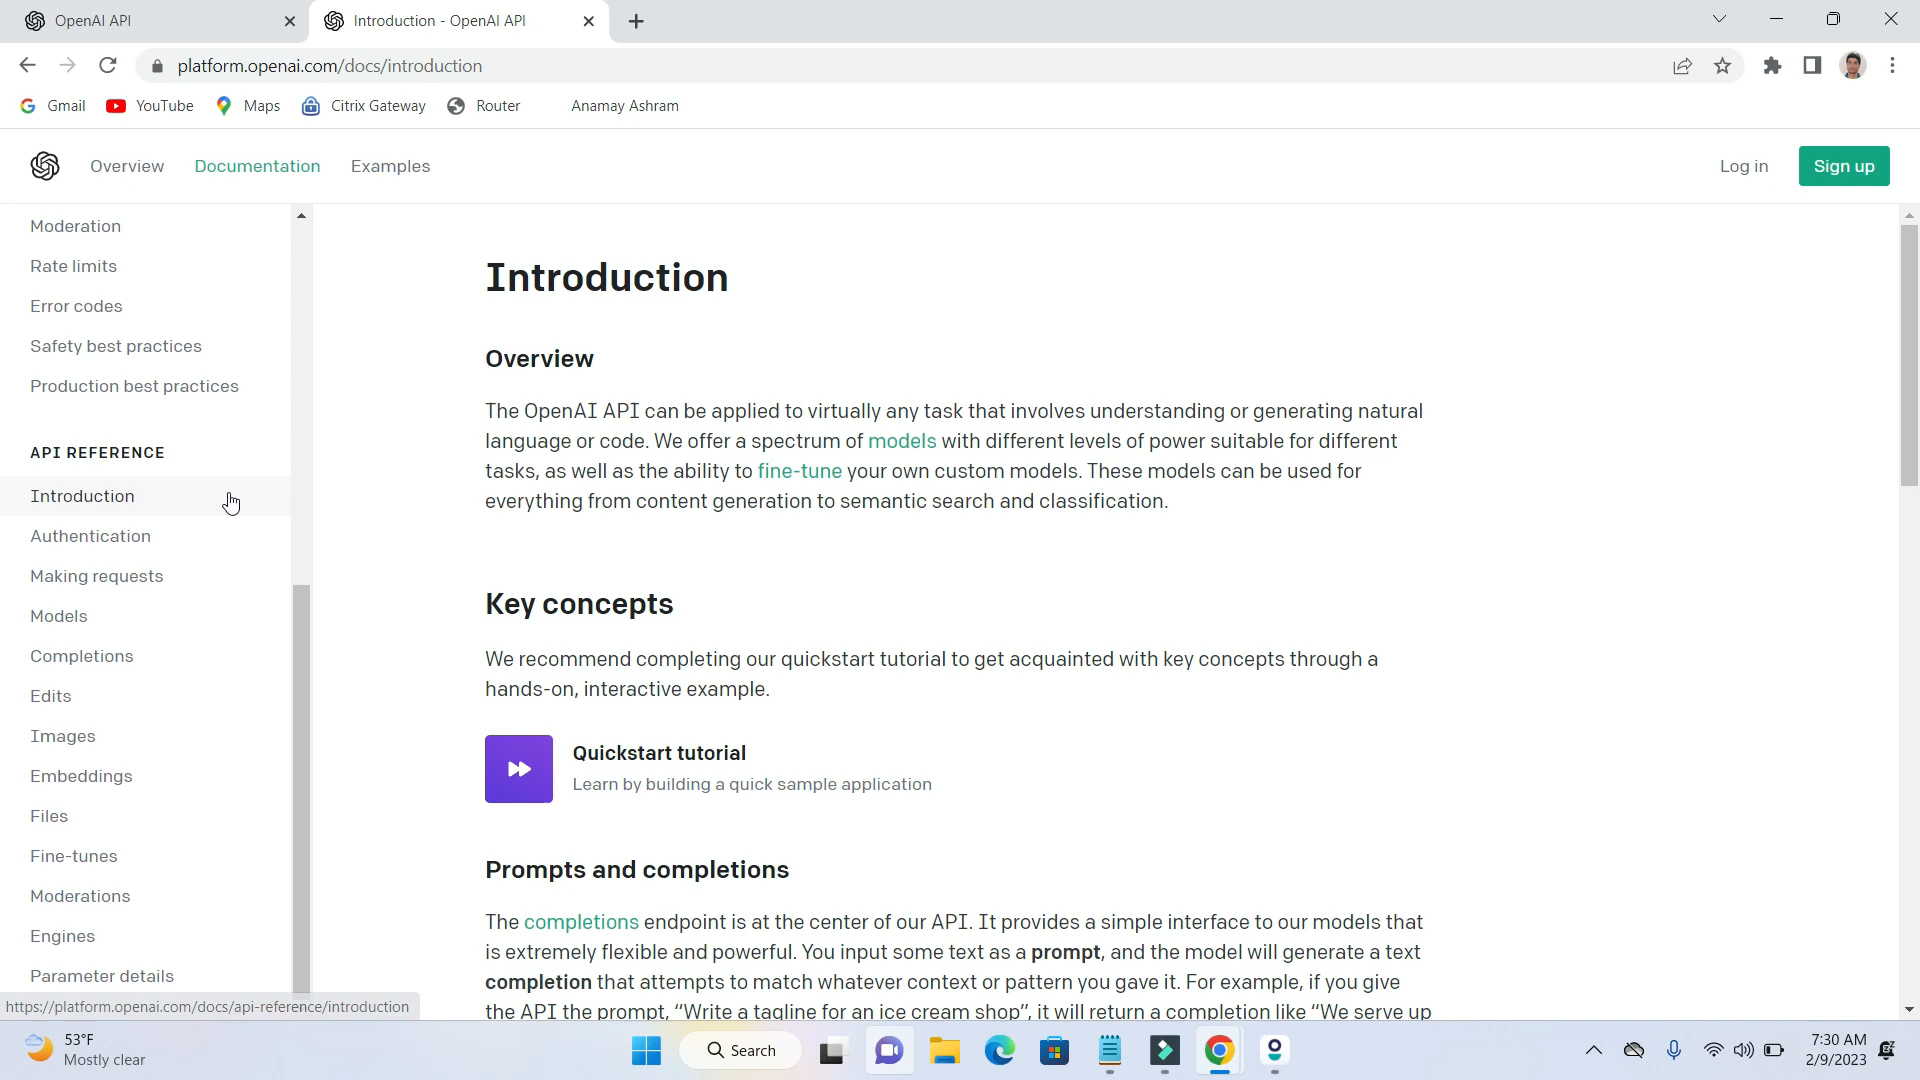 OpenAI API
Introduction - OpenAI API
platform.openai.com/docs/introduction
Gmail YouTube Maps Citrix Gateway Router Anamay Ashram
Overview Documentation Examples Log in Sign up
Moderation
Rate limits
Error codes
Safety best practices
Production best practices
API REFERENCE
Introduction
Authentication
Making requests
Models
Completions
Edits
Images
Embeddings
Files
Fine-tunes
Moderations
Engines
Parameter details
https://platform.openai.com/docs/api-reference/introduction
Introduction
Overview
The OpenAI API can be applied to virtually any task that involves understanding or generating natural
language or code. We offer a spectrum of models with different levels of power suitable for different
tasks, as well as the ability to fine-tune your own custom models. These models can be used for
everything from content generation to semantic search and classification.
Key concepts
We recommend completing our quickstart tutorial to get acquainted with key concepts through a
hands-on, interactive example.
Quickstart tutorial
Learn by building a quick sample application
Prompts and completions
The completions endpoint is at the center of our API. It provides a simple interface to our models that
is extremely flexible and powerful. You input some text as a prompt, and the model will generate a text
completion that attempts to match whatever context or pattern you gave it. For example, if you give
the API the prompt, “Write a tagline for an ice cream shop”, it will return a completion like “We serve up
53°F
Mostly clear
Search
7:30 AM
2/9/2023